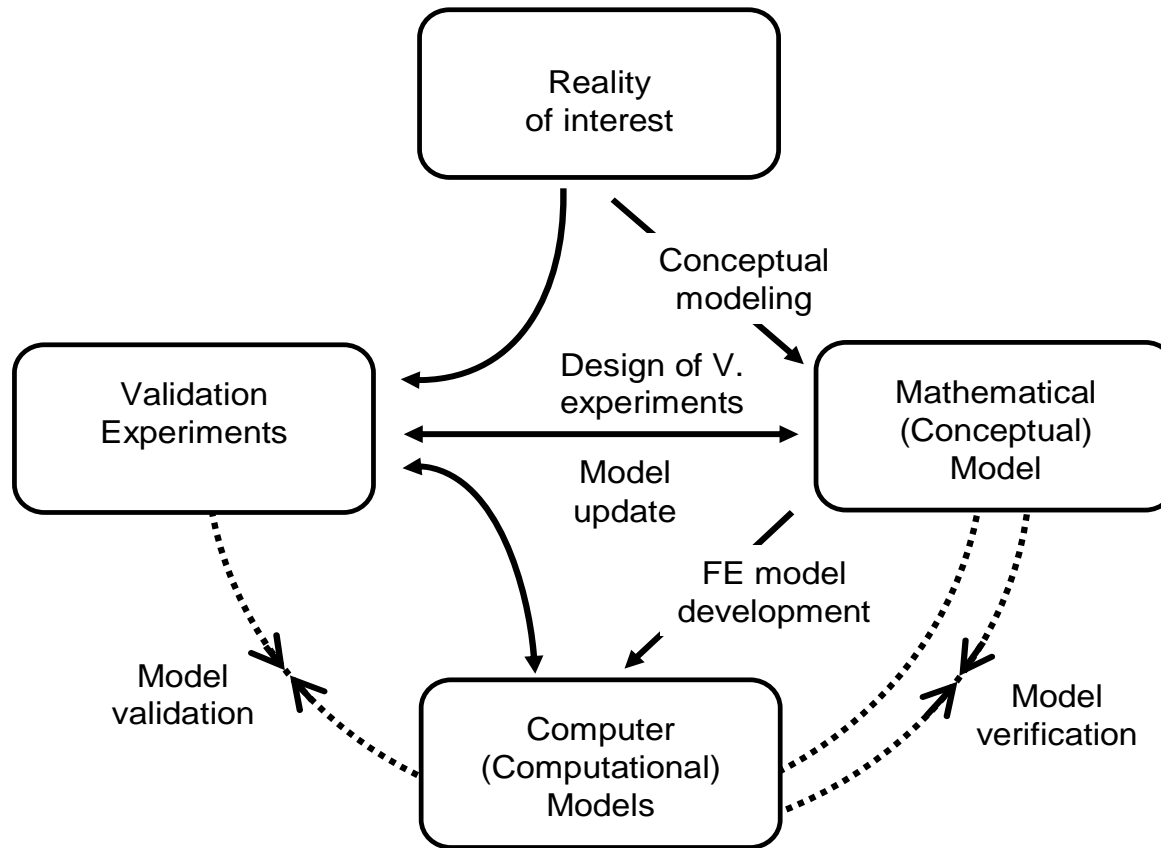 Reality
of interest
Conceptual
modeling
Validation
Experiments
Design of V.
experiments
Mathematical
(Conceptual)
Model
Model
update
FE model
development
Model
validation
Computer
(Computational)
Models
Model
verification